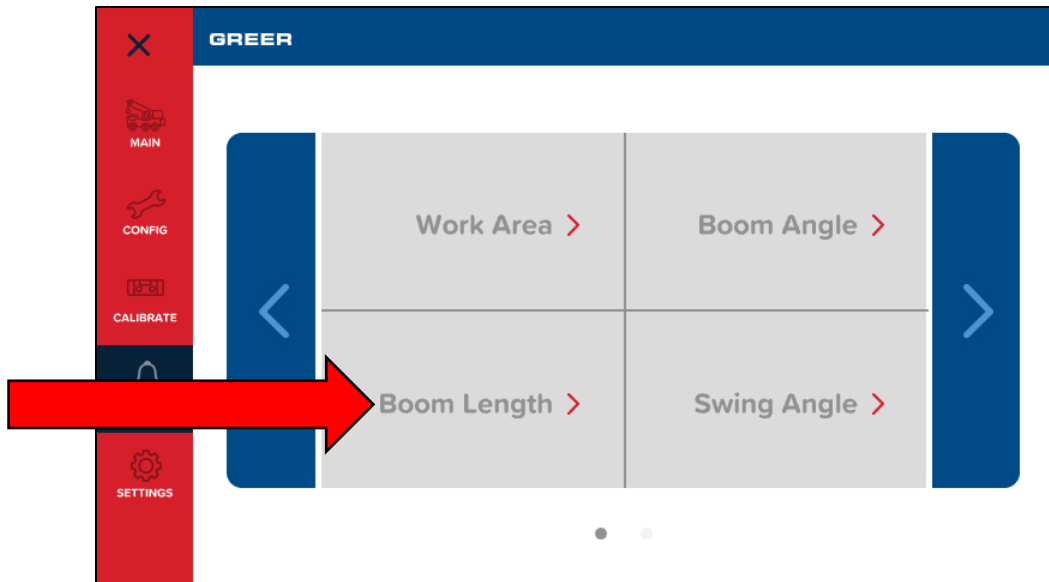 GREER
MAIN
CONFIG
CALIBRATE
SETTINGS
Work Area
Boom Angle
Boom Length
Swing Angle